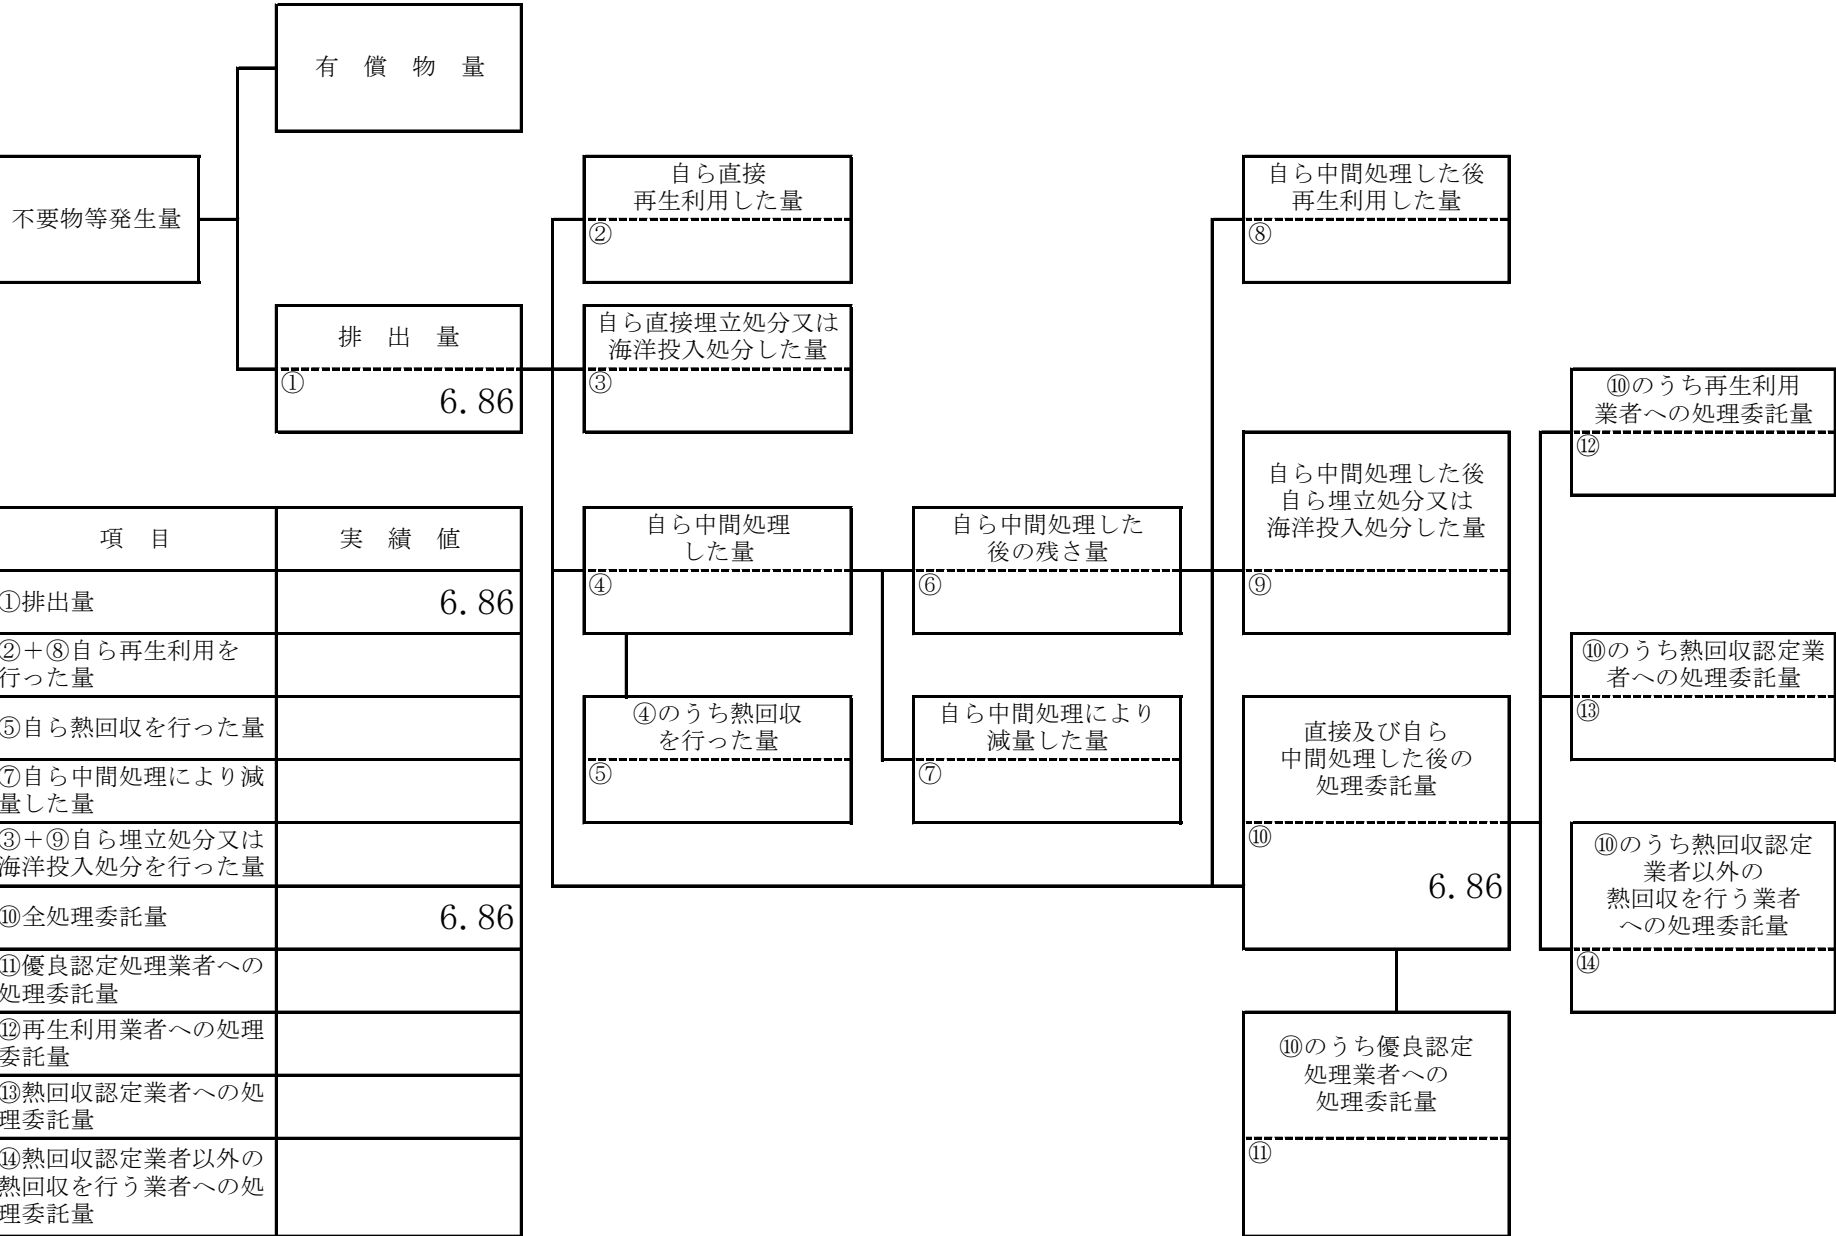 有 償 物 量
不要物等発生量
排 出 量
①
6.86
自ら直接
再生利用した量
②
自ら直接埋立処分又は
海洋投入処分した量
③
自ら中間処理
した量
④
④のうち熱回収
を行った量
⑤
自ら中間処理した
後の残さ量
⑥
自ら中間処理により
減量した量
⑦
自ら中間処理した後
再生利用した量
⑧
自ら中間処理した後
自ら埋立処分又は
海洋投入処分した量
⑨
直接及び自ら
中間処理した後の
処理委託量
⑩
6.86
⑩のうち優良認定
処理業者への
処理委託量
⑪
⑩のうち再生利用
業者への処理委託量
⑫
⑩のうち熱回収認定業
者への処理委託量
⑬
⑩のうち熱回収認定
業者以外の
熱回収を行う業者
への処理委託量
⑭
項 目 実 績 値
①排出量 6.86
②+⑧自ら再生利用を
行った量
⑤自ら熱回収を行った量
⑦自ら中間処理により減
量した量
③+⑨自ら埋立処分又は
海洋投入処分を行った量
⑩全処理委託量 6.86
⑪優良認定処理業者への
処理委託量
⑫再生利用業者への処理
委託量
⑬熱回収認定業者への処
理委託量
⑭熱回収認定業者以外の
熱回収を行う業者への処
理委託量